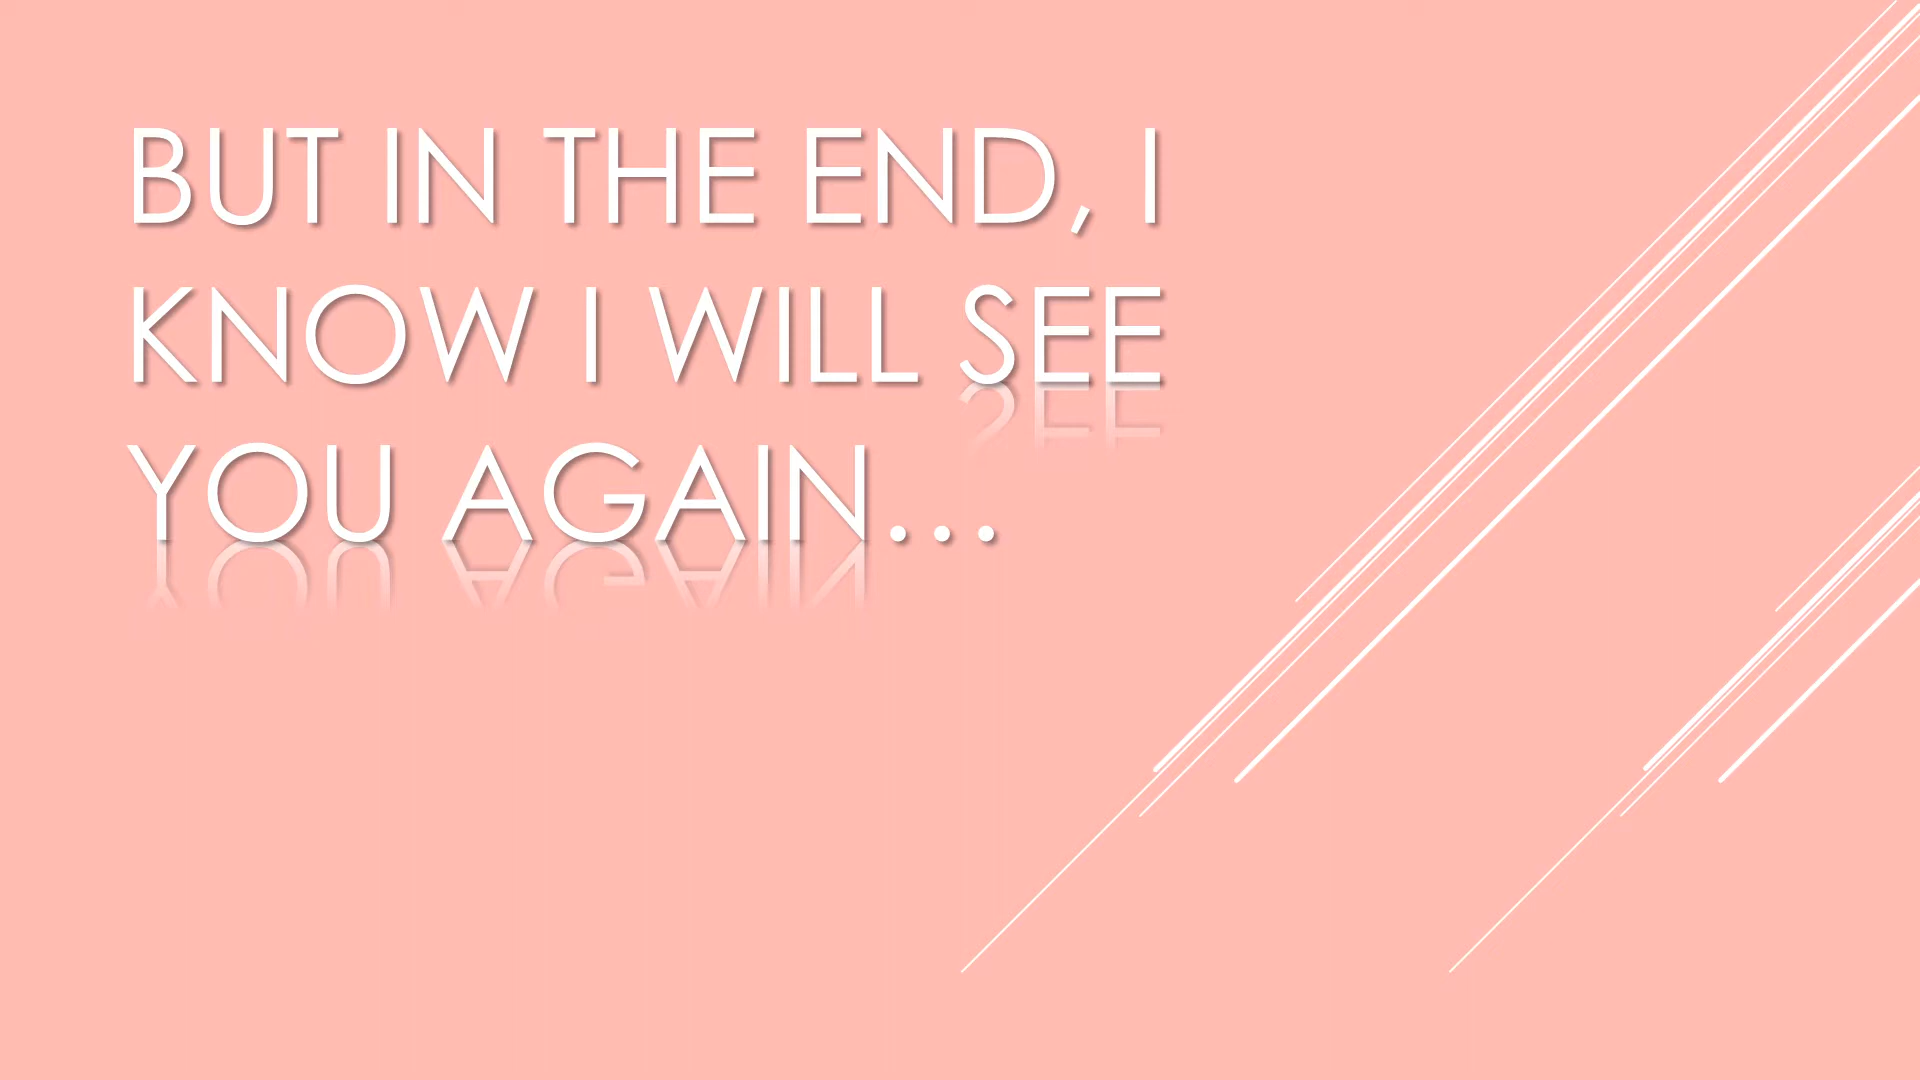 BUT IN THE END, I
KNOW I WILL SEE
YOU AGAIN...